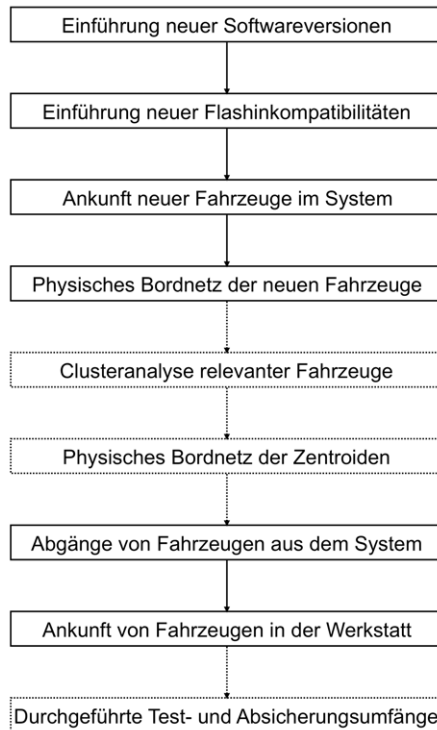 Einführung neuer Softwareversionen
Einführung neuer Flashinkompatibilitäten
Ankunft neuer Fahrzeuge im System
Physisches Bordnetz der neuen Fahrzeuge
Clusteranalyse relevanter Fahrzeuge
Physisches Bordnetz der Zentroiden
Abgänge von Fahrzeugen aus dem System
Ankunft von Fahrzeugen in der Werkstatt
Durchgeführte Test- und Absicherungsumfänge